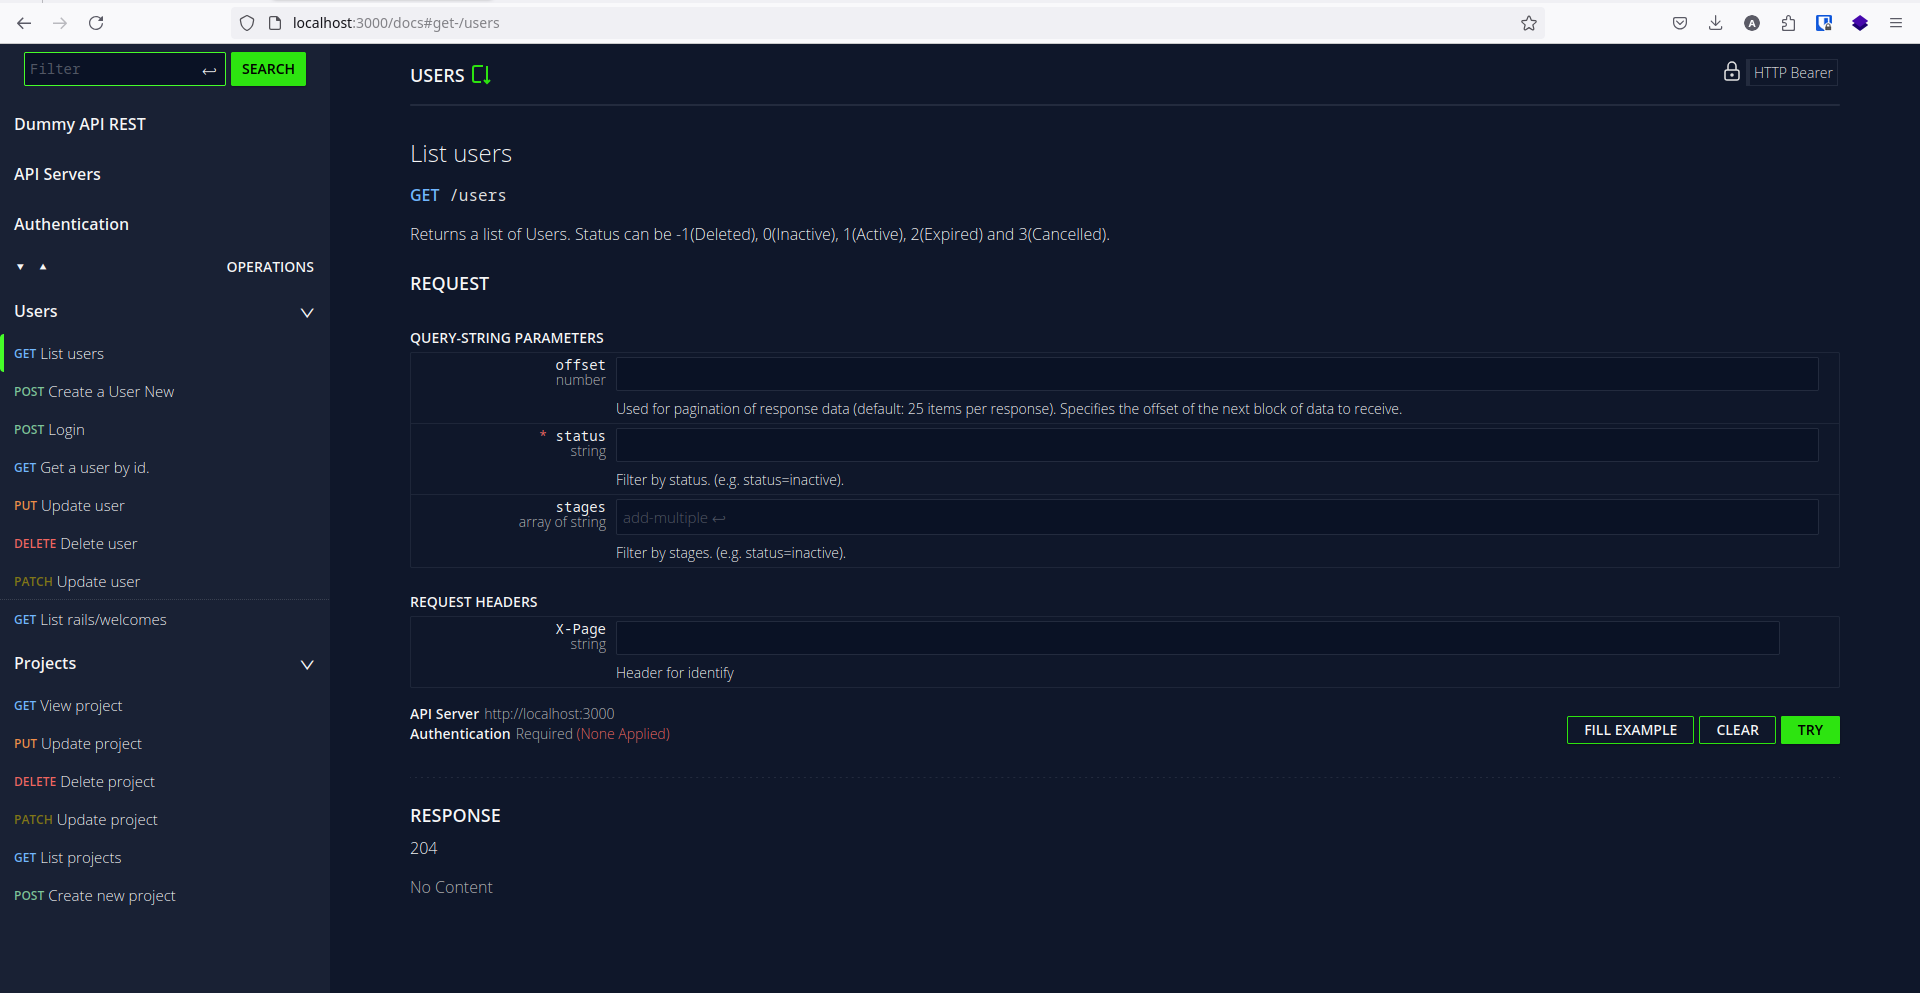 localhost:3000/docs#get-/users
A
Filter
SEARCH
Dummy API REST
API Servers
Authentication
OPERATIONS
Users
GET List users
POST Create a User New
POST Login
GET Get a user by id.
PUT Update user
DELETE Delete user
PATCH Update user
GET List rails/welcomes
Projects
GET View project
PUT Update project
DELETE Delete project
PATCH Update project
GET List projects
POST Create new project
USERS
HTTP Bearer
List users
GET /users
Returns a list of Users. Status can be -1(Deleted), 0(Inactive), 1(Active), 2(Expired) and 3(Cancelled).
REQUEST
QUERY-STRING PARAMETERS
offset
number
Used for pagination of response data (default: 25 items per response). Specifies the offset of the next block of data to receive.
* status
string
Filter by status. (e.g. status=inactive).
stages
array of string
add-multiple ↩
Filter by stages. (e.g. status=inactive).
REQUEST HEADERS
X-Page
string
Header for identify
API Server http://localhost:3000
Authentication Required (None Applied)
FILL EXAMPLE
CLEAR
TRY
RESPONSE
204
No Content